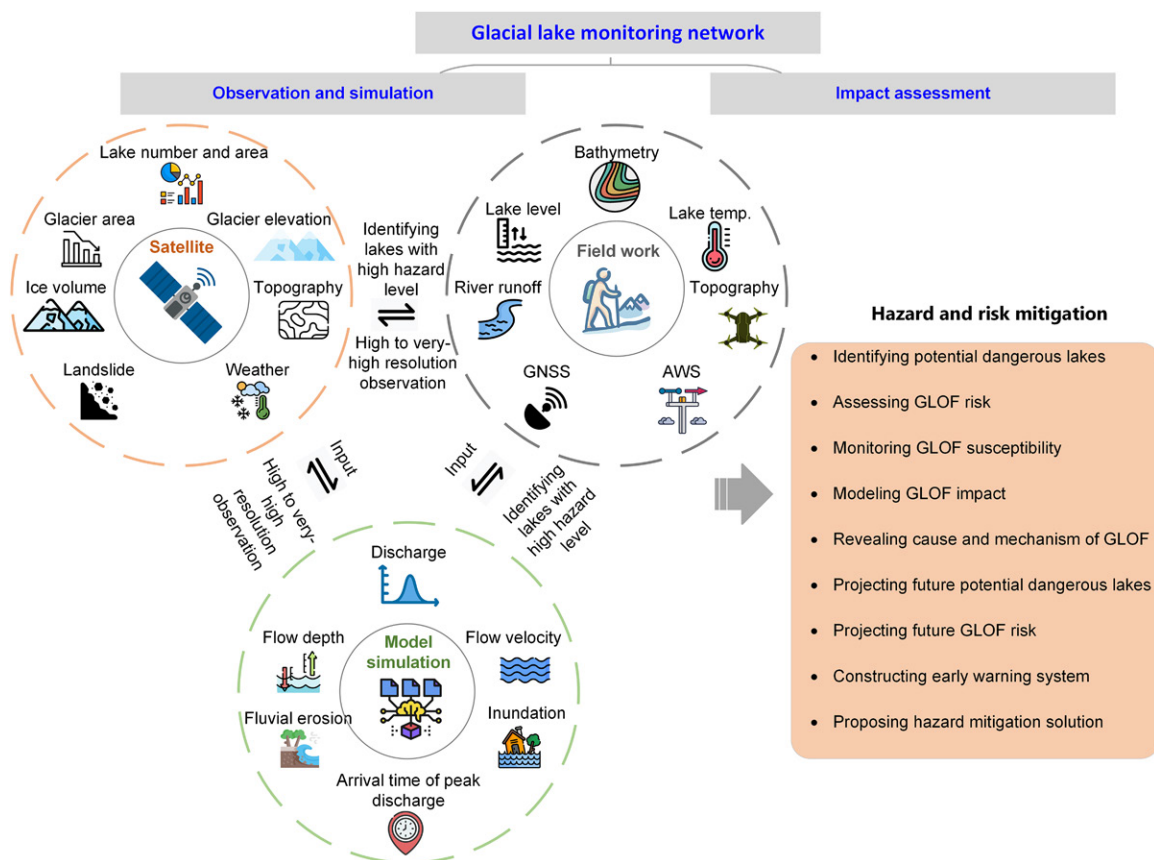 Glacial lake monitoring network
Observation and simulation
Impact assessment
Lake number and area
Glacier area
Glacier elevation
Satellite
Ice volume
Topography
Landslide
Weather
Identifying
lakes with
high hazard
level
High to very-
high resolution
observation
Bathymetry
Lake level
Lake temp.
Field work
River runoff
Topography
GNSS
AWS
Input
High to very-
high
resolution
observation
Input
Identifying
lakes with
high hazard
level
Discharge
Flow depth
Flow velocity
Model
simulation
Fluvial erosion
Inundation
Arrival time of peak
discharge
Hazard and risk mitigation
• Identifying potential dangerous lakes
• Assessing GLOF risk
• Monitoring GLOF susceptibility
• Modeling GLOF impact
• Revealing cause and mechanism of GLOF
• Projecting future potential dangerous lakes
• Projecting future GLOF risk
• Constructing early warning system
• Proposing hazard mitigation solution